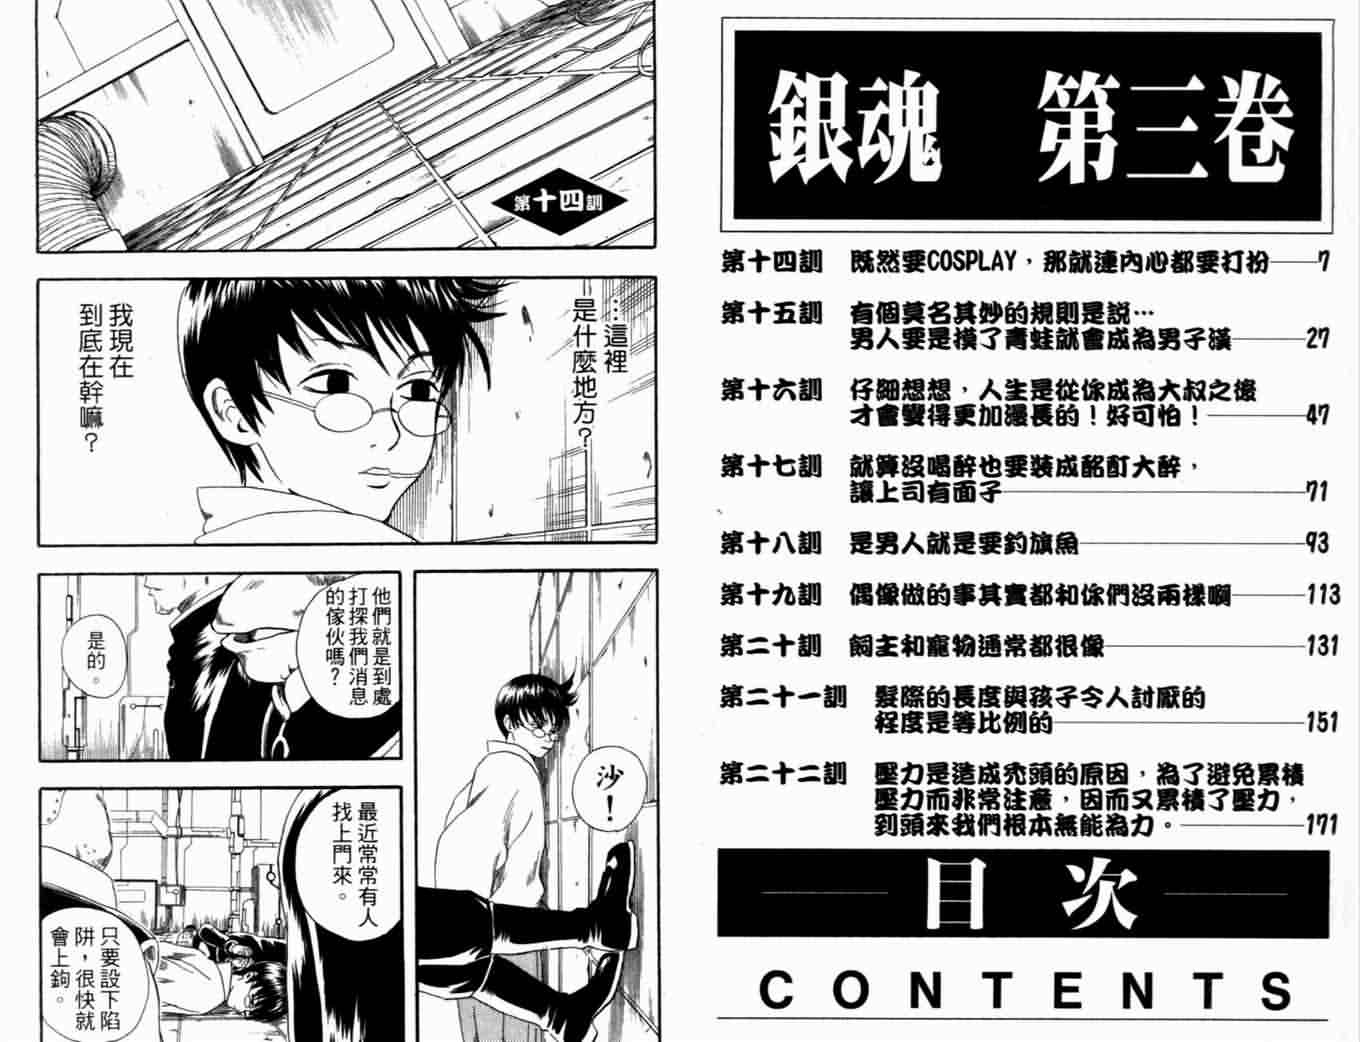 銀魂　第三卷
第十四訓　既然要COSPLAY，那就連內心都要打扮——7
第十五訓　有個莫名其妙的規則是説…
男人要是摸了青蛙就會成為男子漢——27
第十六訓　仔細想想，人生是從你成為大叔之後
才會變得更加漫長的！好可怕！——47
第十七訓　就算沒喝醉也要裝成酩酊大醉，
讓上司有面子——71
第十八訓　是男人就是要釣旗魚——93
第十九訓　偶像做的事其實都和你們沒兩樣啊——113
第二十訓　飼主和寵物通常都很像——131
第二十一訓　髮際的長度與孩子令人討厭的
程度是等比例的——151
第二十二訓　壓力是造成禿頭的原因，為了避免累積
壓力而非常注意，因而又累積了壓力，
到頭來我們根本無能為力。——171
目次
CONTENTS
第十四訓
…這裡
是什麼地方？
我現在
到底在幹嘛？
他們就是到處
打探我們消息
的傢伙嗎？
是的。
沙！
最近常常有人
找上門來。
只要設下陷
阱，很快就
會上鉤。